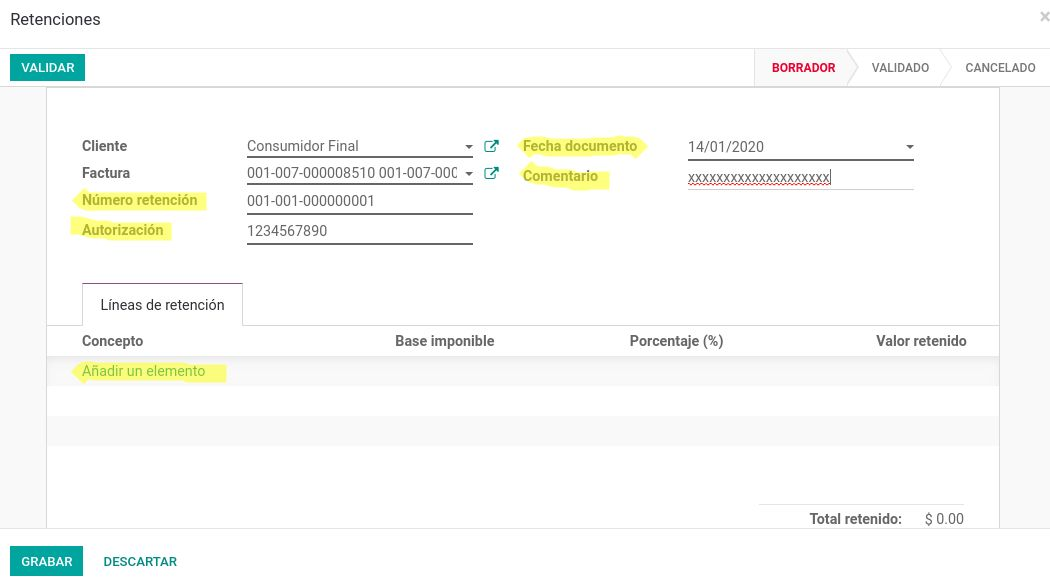 Retenciones
×
VALIDAR
BORRADOR
VALIDADO
CANCELADO
Cliente
Consumidor Final
Fecha documento
14/01/2020
Factura
001-007-000008510 001-007-000
Comentario
xxxxxxxxxxxxxxxxxxxx
Número retención
001-001-000000001
Autorización
1234567890
Líneas de retención
Concepto Base imponible Porcentaje (%) Valor retenido
Añadir un elemento
Total retenido: $ 0.00
GRABAR
DESCARTAR